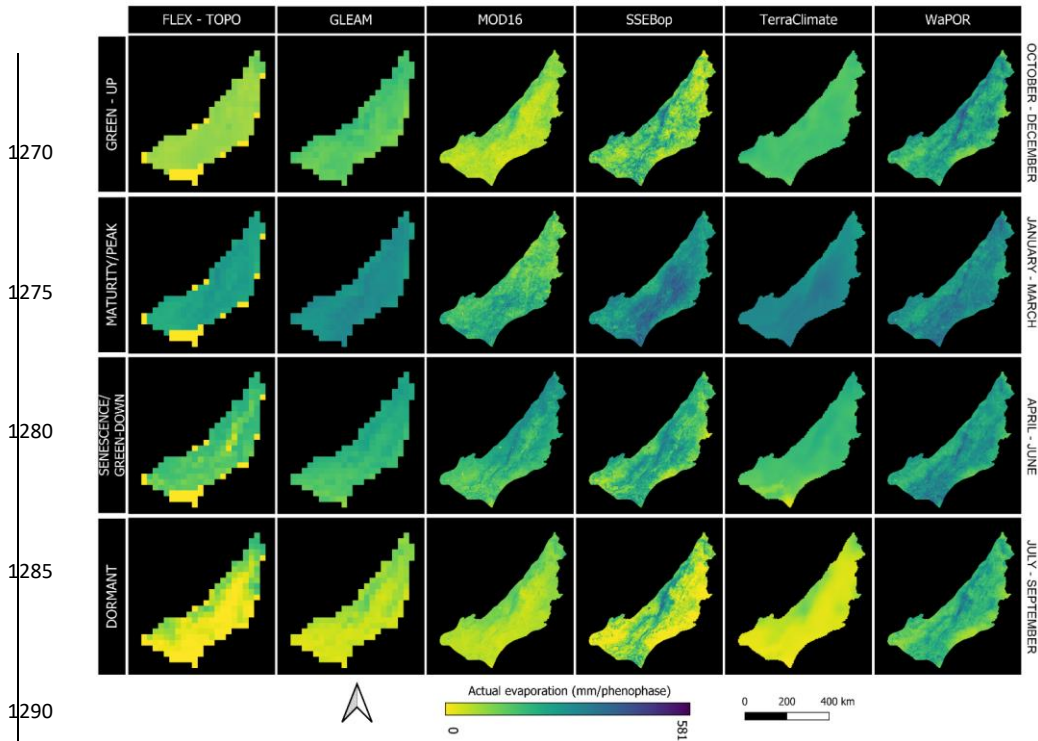 FLEX - TOPO GLEAM MOD16 SSEBop TerraClimate WaPOR
GREEN - UP
OCTOBER - DECEMBER
1270
MATURITY/PEAK
JANUARY - MARCH
1275
SENESCENCE/
GREEN-DOWN
APRIL - JUNE
1280
DORMANT
JULY - SEPTEMBER
1285
Actual evaporation (mm/phenophase)
0
581
0 200 400 km
1290